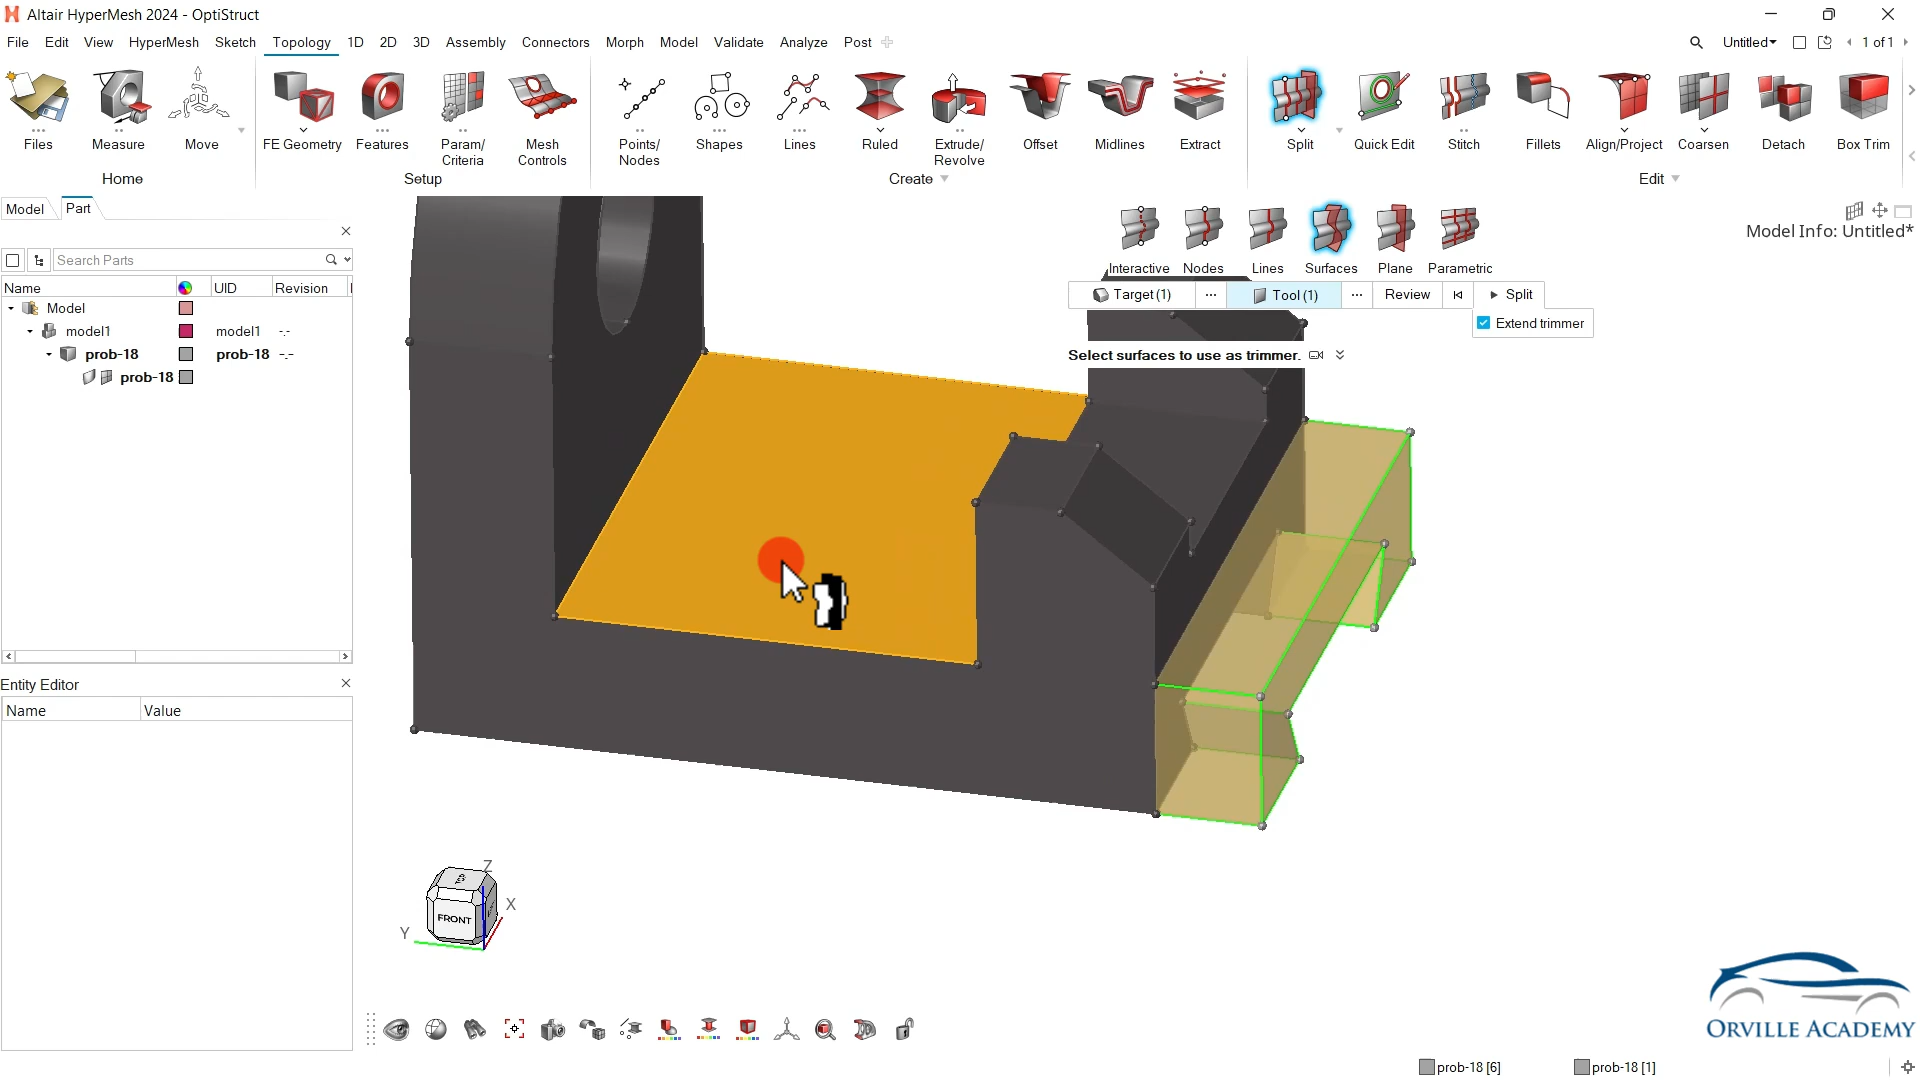 Altair HyperMesh 2024 - OptiStruct
File Edit View HyperMesh Sketch Topology 1D 2D 3D Assembly Connectors Morph Model Validate Analyze Post
Untitled 1 of 1
Files Measure Move FE Geometry Features Param/Criteria Mesh Controls Points/Nodes Shapes Lines Ruled Extrude/Revolve Offset Midlines Extract Split Quick Edit Stitch Fillets Align/Project Coarsen Detach Box Trim
Home Setup Create Edit
Model Part
Model Info: Untitled*
Search Parts
Interactive Nodes Lines Surfaces Plane Parametric
Name UID Revision
Target (1) Tool (1) Review Split
Model
Extend trimmer
model1 model1 -.-
prob-18 prob-18 -.-
Select surfaces to use as trimmer.
prob-18
Entity Editor
Name Value
Z
FRONT
X
Y
ORVILLE ACADEMY
prob-18 [6] prob-18 [1]